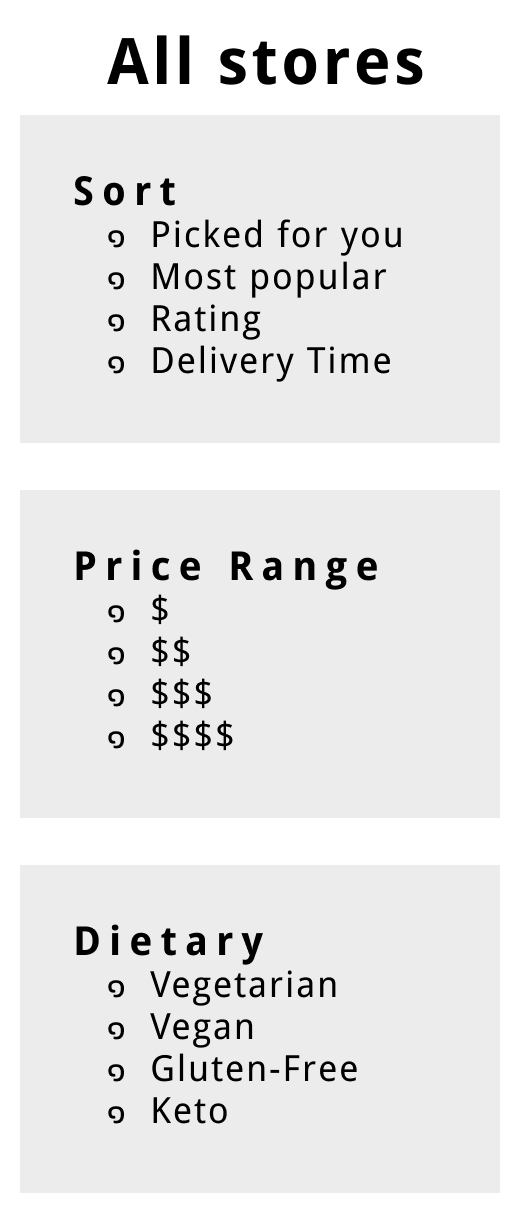 All stores
Sort
Picked for you
Most popular
Rating
Delivery Time
Price Range
$
$$
$$$
$$$$
Dietary
Vegetarian
Vegan
Gluten-Free
Keto